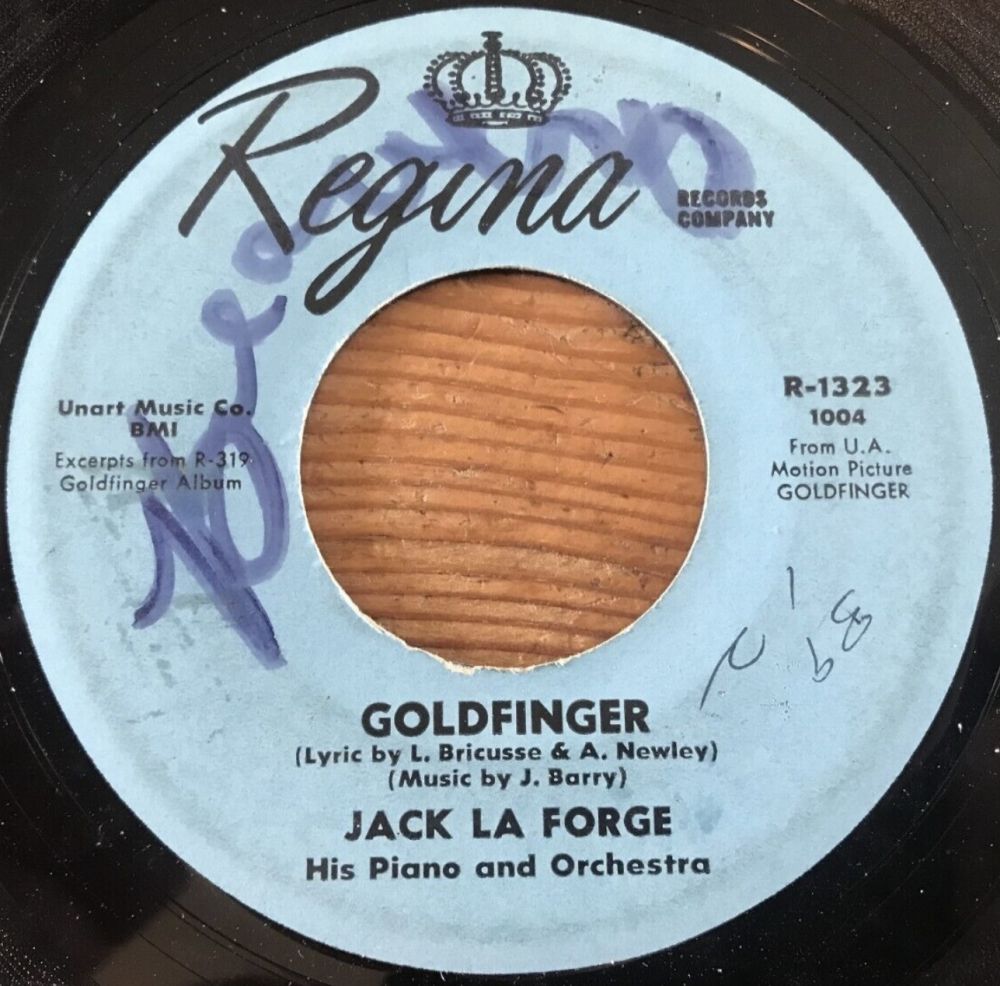 Regina
RECORDS
COMPANY
Unart Music Co.
BMI
Excerpts from R-319
Goldfinger Album
R-1323
1004
From U.A.
Motion Picture
GOLDFINGER
GOLDFINGER
(Lyric by L. Bricusse & A. Newley)
(Music by J. Barry)
JACK LA FORGE
His Piano and Orchestra